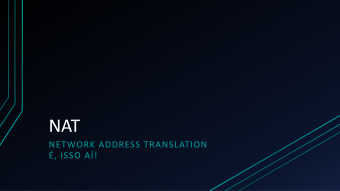 NAT
NETWORK ADDRESS TRANSLATION
É, ISSO AÍ!